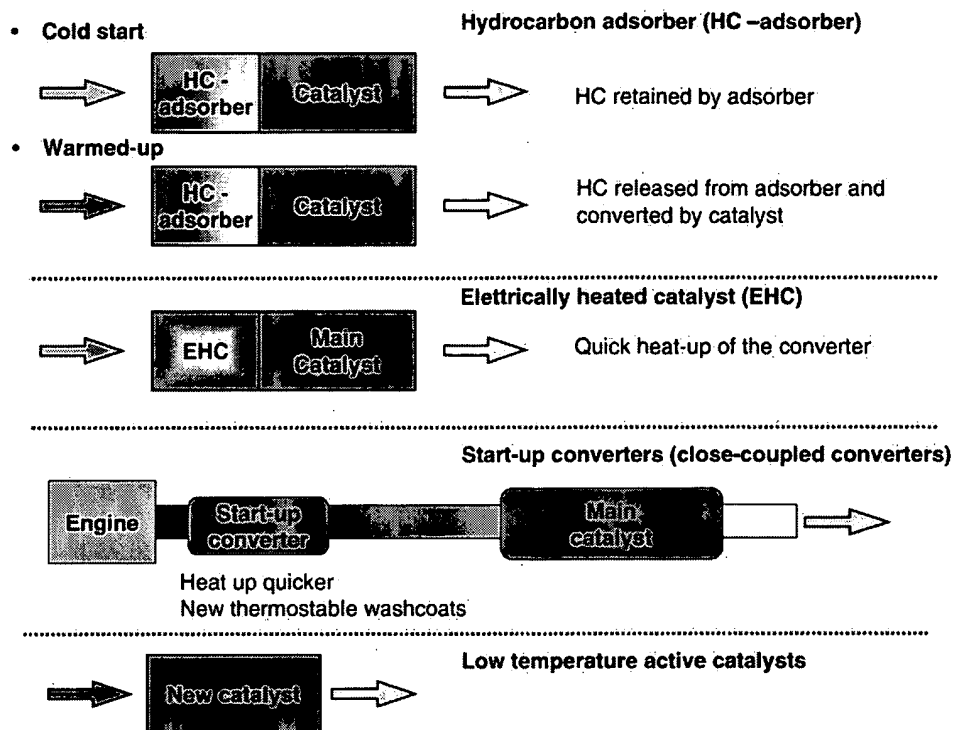 Hydrocarbon adsorber (HC –adsorber)
• Cold start
HC -
adsorber
Catalyst
HC retained by adsorber
• Warmed-up
HC -
adsorber
Catalyst
HC released from adsorber and
converted by catalyst
Elettrically heated catalyst (EHC)
EHC
Main
Catalyst
Quick heat-up of the converter
Start-up converters (close-coupled converters)
Engine
Start-up
converter
Main
catalyst
Heat up quicker
New thermostable washcoats
Low temperature active catalysts
New catalyst